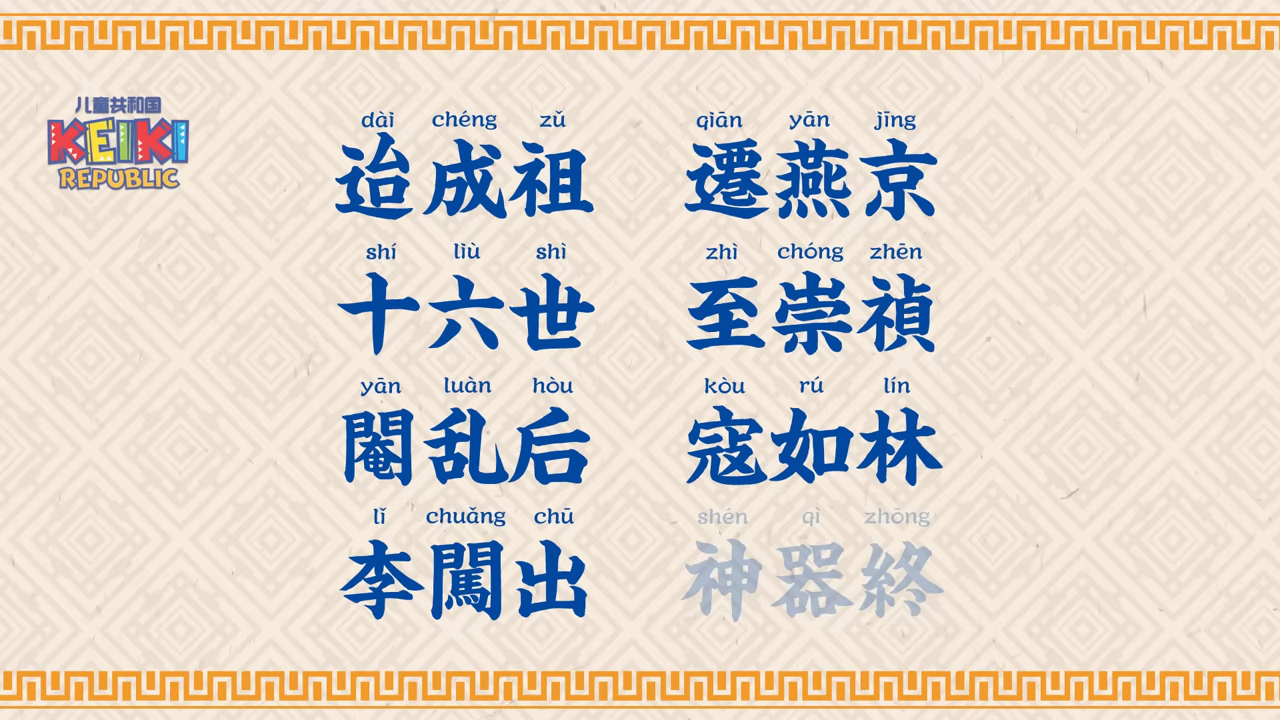 儿童共和国
KEIKI
REPUBLIC
dài chéng zǔ qiān yān jīng
迨成祖 遷燕京
shí liù shì zhì chóng zhēn
十六世 至崇禎
yān luàn hòu kòu rú lín
閹乱后 寇如林
lǐ chuǎng chū shén qì zhōng
李闖出 神器終